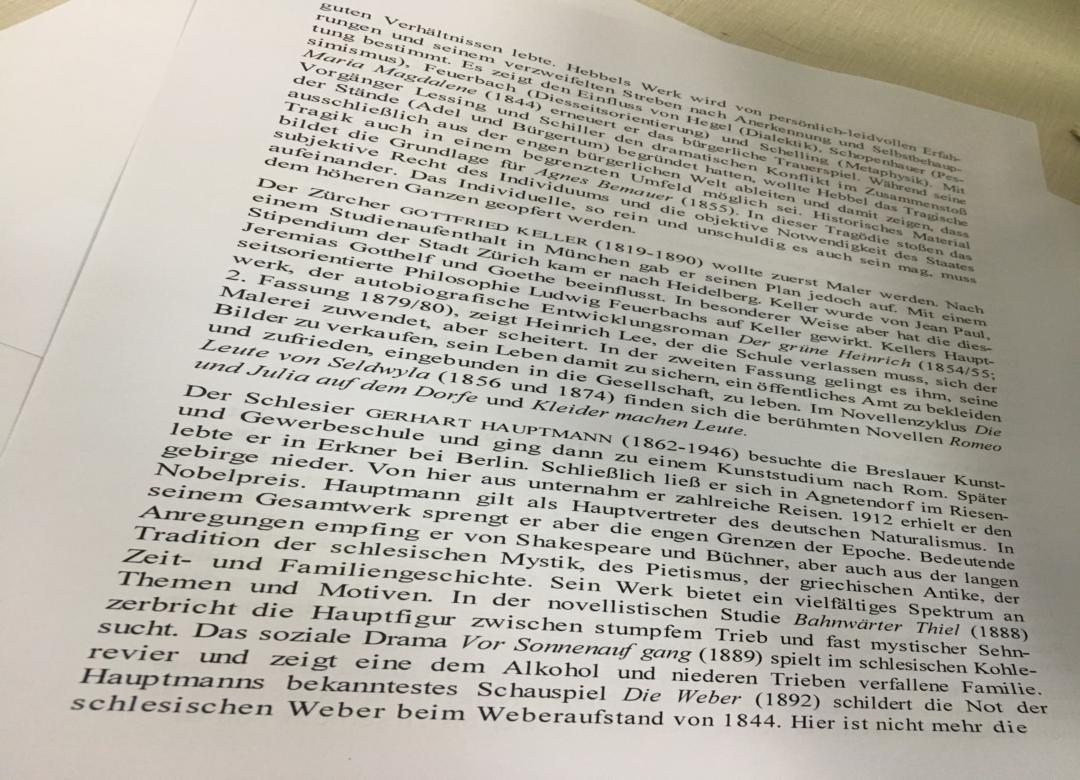 guten Verhältnissen lebte. Hebbels Werk wird von persönlich-leidvollen Erfah-
rungen und seinem verzweifelten Streben nach Anerkennung und Selbstbehaup-
tung bestimmt. Es zeigt den Einfluss von Hegel (Dialektik), Schopenhauer (Pes-
simismus), Feuerbach (Diesseitsorientierung) und Schelling (Metaphysik). Mit
Maria Magdalene (1844) erneuert er das bürgerliche Trauerspiel. Während seine
Vorgänger Lessing und Schiller den dramatischen Konflikt im Zusammenstoß
der Stände (Adel und Bürgertum) begründet hatten, wollte Hebbel das Tragische
ausschließlich aus der engen bürgerlichen Welt ableiten und damit zeigen, dass
Tragik auch in einem begrenzten Umfeld möglich sei. Historisches Material
bildet die Grundlage für Agnes Bemauer (1855). In dieser Tragödie stoßen das
subjektive Recht des Individuums und die objektive Notwendigkeit des Staates
aufeinander. Das Individuelle, so rein und unschuldig es auch sein mag, muss
dem höheren Ganzen geopfert werden.
Der Zürcher GOTTFRIED KELLER (1819-1890) wollte zuerst Maler werden. Nach
einem Studienaufenthalt in München gab er seinen Plan jedoch auf. Mit einem
Stipendium der Stadt Zürich kam er nach Heidelberg. Keller wurde von Jean Paul,
Jeremias Gotthelf und Goethe beeinflusst. In besonderer Weise aber hat die dies-
seitsorientierte Philosophie Ludwig Feuerbachs auf Keller gewirkt. Kellers Haupt-
werk, der autobiografische Entwicklungsroman Der grüne Heinrich (1854/55;
2. Fassung 1879/80), zeigt Heinrich Lee, der die Schule verlassen muss, sich der
Malerei zuwendet, aber scheitert. In der zweiten Fassung gelingt es ihm, seine
Bilder zu verkaufen, sein Leben damit zu sichern, ein öffentliches Amt zu bekleiden
und zufrieden, eingebunden in die Gesellschaft, zu leben. Im Novellenzyklus Die
Leute von Seldwyla (1856 und 1874) finden sich die berühmten Novellen Romeo
und Julia auf dem Dorfe und Kleider machen Leute.
Der Schlesier GERHART HAUPTMANN (1862-1946) besuchte die Breslauer Kunst-
und Gewerbeschule und ging dann zu einem Kunststudium nach Rom. Später
lebte er in Erkner bei Berlin. Schließlich ließ er sich in Agnetendorf im Riesen-
gebirge nieder. Von hier aus unternahm er zahlreiche Reisen. 1912 erhielt er den
Nobelpreis. Hauptmann gilt als Hauptvertreter des deutschen Naturalismus. In
seinem Gesamtwerk sprengt er aber die engen Grenzen der Epoche. Bedeutende
Anregungen empfing er von Shakespeare und Büchner, aber auch aus der langen
Tradition der schlesischen Mystik, des Pietismus, der griechischen Antike, der
Zeit- und Familiengeschichte. Sein Werk bietet ein vielfältiges Spektrum an
Themen und Motiven. In der novellistischen Studie Bahnwärter Thiel (1888)
zerbricht die Hauptfigur zwischen stumpfem Trieb und fast mystischer Sehn-
sucht. Das soziale Drama Vor Sonnenauf gang (1889) spielt im schlesischen Kohle-
revier und zeigt eine dem Alkohol und niederen Trieben verfallene Familie.
Hauptmanns bekanntestes Schauspiel Die Weber (1892) schildert die Not der
schlesischen Weber beim Weberaufstand von 1844. Hier ist nicht mehr die